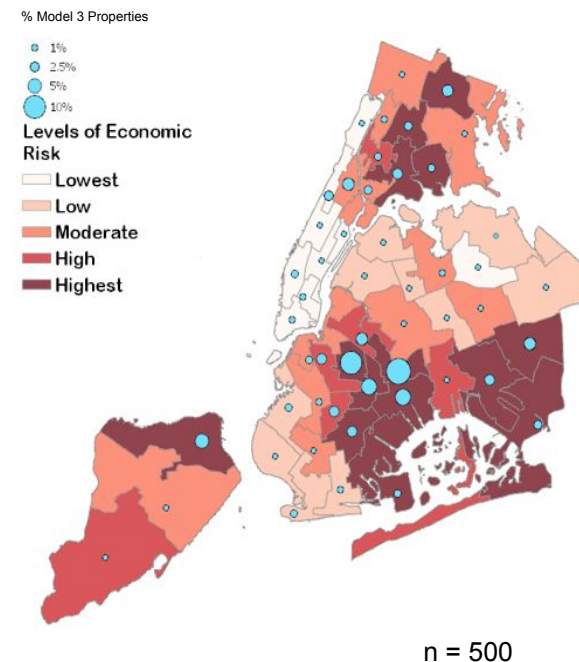 % Model 3 Properties
1%
2.5%
5%
10%
Levels of Economic
Risk
Lowest
Low
Moderate
High
Highest
n = 500